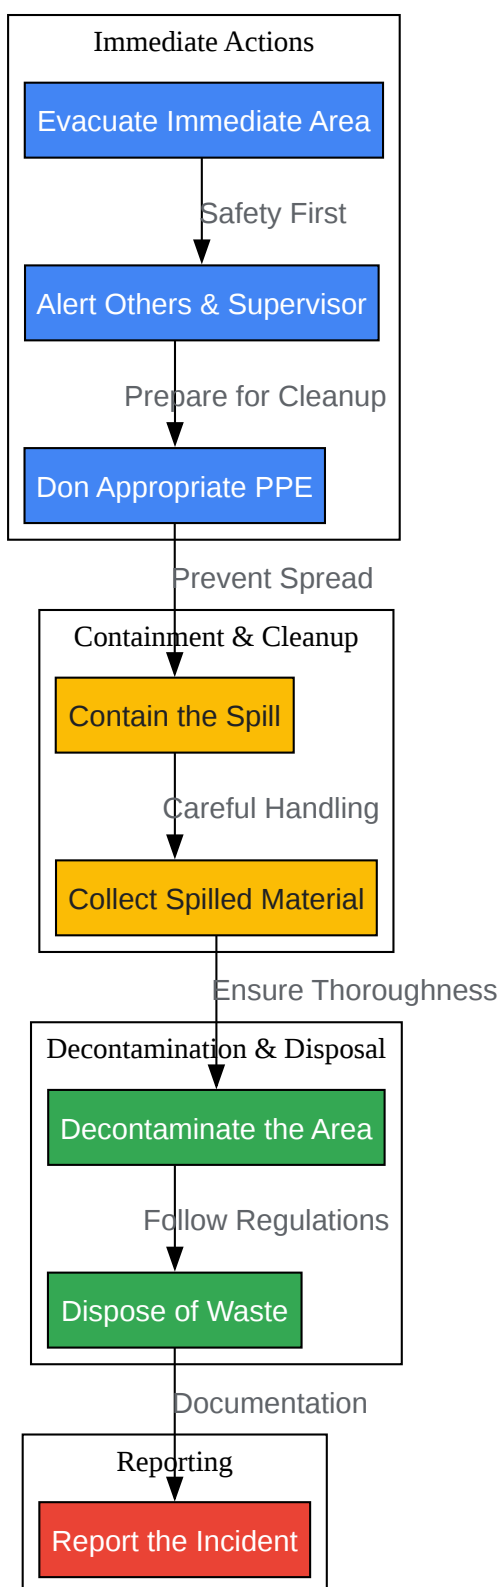 Immediate Actions
Evacuate Immediate Area
Safety First
Alert Others & Supervisor
Prepare for Cleanup
Don Appropriate PPE
Prevent Spread
Containment & Cleanup
Contain the Spill
Careful Handling
Collect Spilled Material
Ensure Thoroughness
Decontamination & Disposal
Decontaminate the Area
Follow Regulations
Dispose of Waste
Documentation
Reporting
Report the Incident